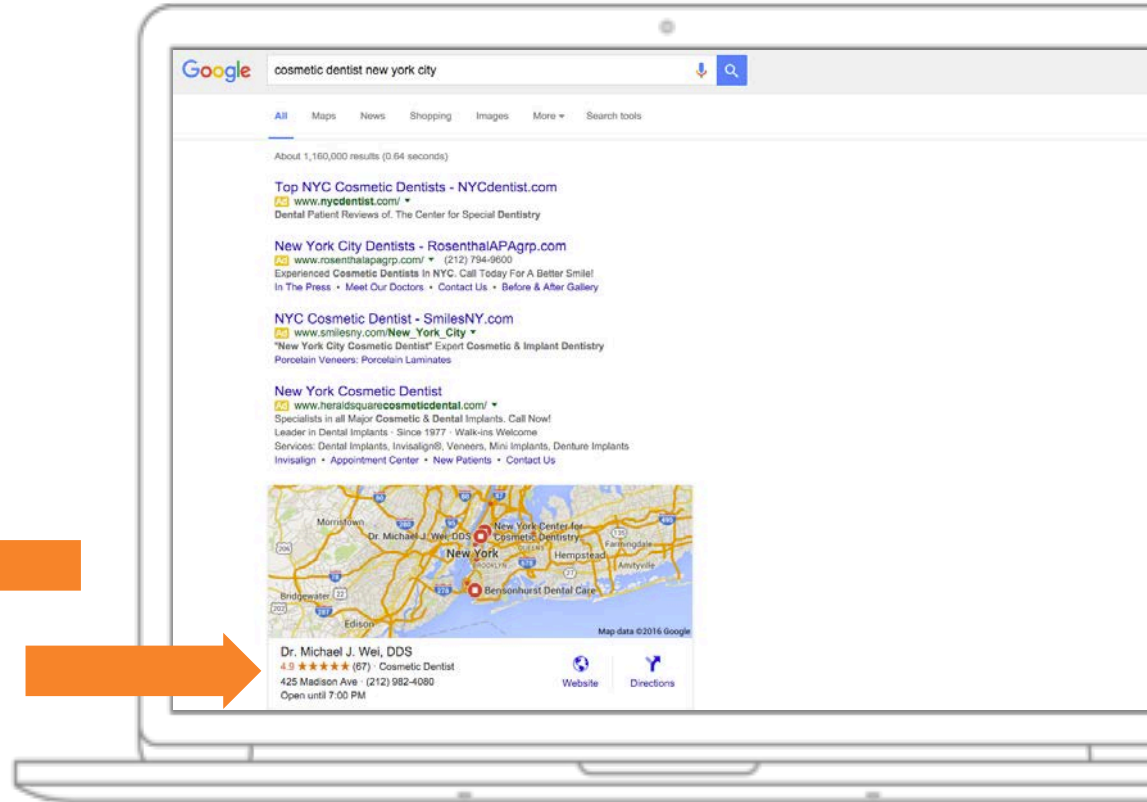 Google
cosmetic dentist new york city
All Maps News Shopping Images More Search tools
About 1,160,000 results (0.64 seconds)
Top NYC Cosmetic Dentists - NYCdentist.com
Ad www.nycdentist.com/
Dental Patient Reviews of. The Center for Special Dentistry
New York City Dentists - RosenthalAPAgrp.com
Ad www.rosenthalapagrp.com/ (212) 794-9600
Experienced Cosmetic Dentists In NYC. Call Today For A Better Smile!
In The Press • Meet Our Doctors • Contact Us • Before & After Gallery
NYC Cosmetic Dentist - SmilesNY.com
Ad www.smilesny.com/New_York_City
"New York City Cosmetic Dentist" Expert Cosmetic & Implant Dentistry
Porcelain Veneers: Porcelain Laminates
New York Cosmetic Dentist
Ad www.heraldsquarecosmeticdental.com/
Specialists in all Major Cosmetic & Dental Implants. Call Now!
Leader in Dental Implants · Since 1977 · Walk-ins Welcome
Services: Dental Implants, Invisalign®, Veneers, Mini Implants, Denture Implants
Invisalign • Appointment Center • New Patients • Contact Us
Morristown
New York Center for
Cosmetic Dentistry
Dr. Michael J. Wei, DDS
Farmingdale
New York
QUEENS
Hempstead
BROOKLYN
Amityville
Bridgewater
Bensonhurst Dental Care
Edison
Map data ©2016 Google
Dr. Michael J. Wei, DDS
4.9 ★★★★★ (67) · Cosmetic Dentist
425 Madison Ave · (212) 982-4080
Open until 7:00 PM
Website
Directions